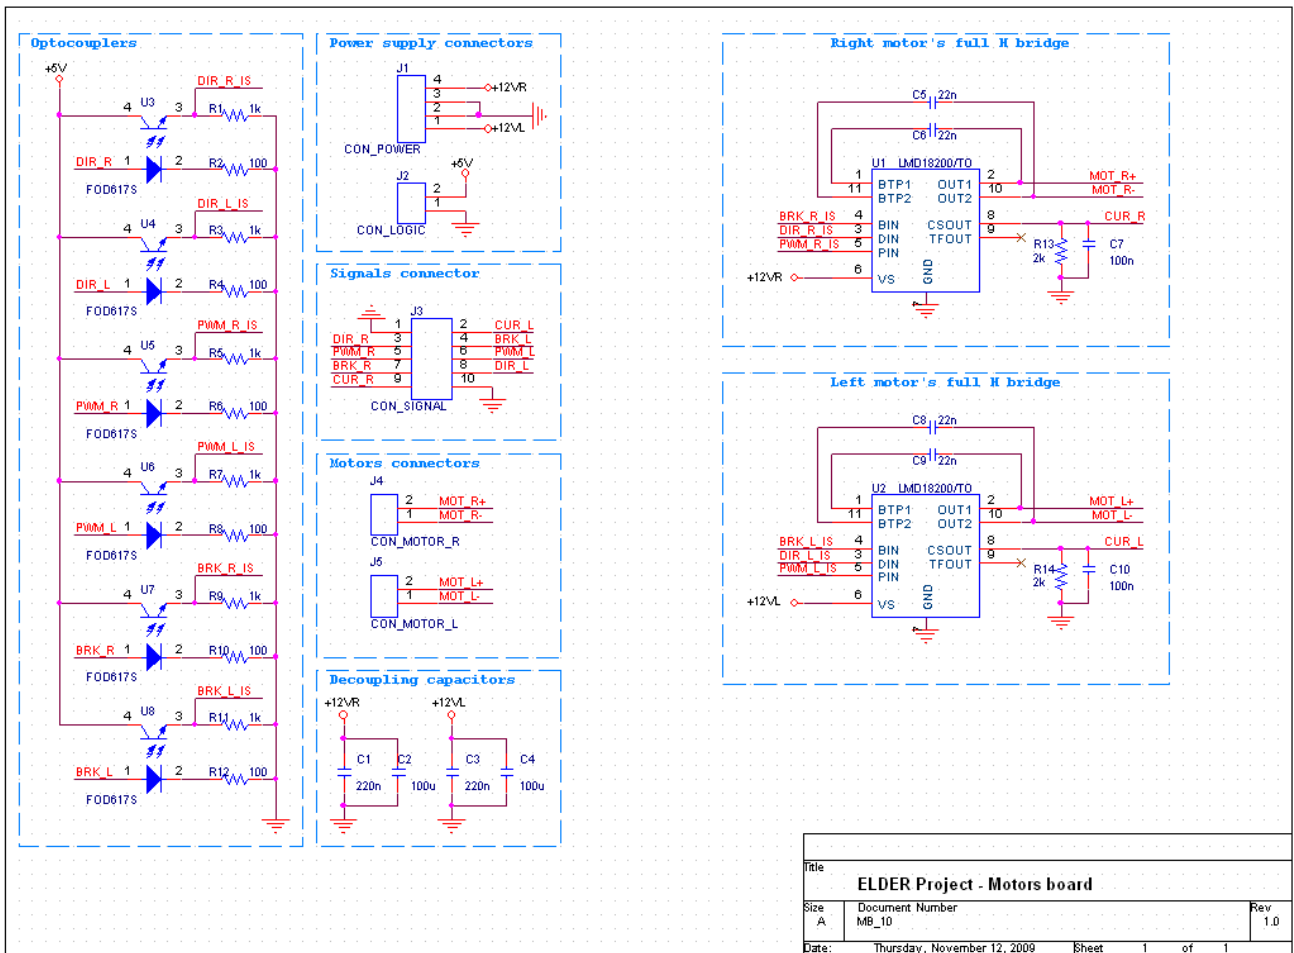 Optocouplers
+5V
DIR_R_IS
4 U3 3 R1 1k
DIR_R 1 2 R2 100
FOD617S
DIR_L_IS
4 U4 3 R3 1k
DIR_L 1 2 R4 100
FOD617S
PWM_R_IS
4 U5 3 R5 1k
PWM_R 1 2 R6 100
FOD617S
PWM_L_IS
4 U6 3 R7 1k
PWM_L 1 2 R8 100
FOD617S
BRK_R_IS
4 U7 3 R9 1k
BRK_R 1 2 R10 100
FOD617S
BRK_L_IS
4 U8 3 R11 1k
BRK_L 1 2 R12 100
FOD617S
Power supply connectors
J1
4 +12VR
3
2
1 +12VL
CON_POWER
+5V
J2
2
1
CON_LOGIC
Signals connector
J3
1 2 CUR_L
DIR_R 3 4 BRK_L
PWM_R 5 6 PWM_L
BRK_R 7 8 DIR_L
CUR_R 9 10
CON_SIGNAL
Motors connectors
J4
2 MOT_R+
1 MOT_R-
CON_MOTOR_R
J5
2 MOT_L+
1 MOT_L-
CON_MOTOR_L
Decoupling capacitors
+12VR +12VL
C1 C2 C3 C4
220n 100u 220n 100u
Right motor's full H bridge
C5 22n
C6 22n
U1 LMD18200/TO
1 BTP1 OUT1 2 MOT_R+
11 BTP2 OUT2 10 MOT_R-
BRK_R_IS 4 BIN CSOUT 8 CUR_R
DIR_R_IS 3 DIN TFOUT 9
PWM_R_IS 5 PIN
R13 2k
C7 100n
+12VR 6 VS GND
Left motor's full H bridge
C8 22n
C9 22n
U2 LMD18200/TO
1 BTP1 OUT1 2 MOT_L+
11 BTP2 OUT2 10 MOT_L-
BRK_L_IS 4 BIN CSOUT 8 CUR_L
DIR_L_IS 3 DIN TFOUT 9
PWM_L_IS 5 PIN
R14 2k
C10 100n
+12VL 6 VS GND
Title
ELDER Project - Motors board
Size Document Number Rev
A MB_10 1.0
Date: Thursday, November 12, 2009 Sheet 1 of 1